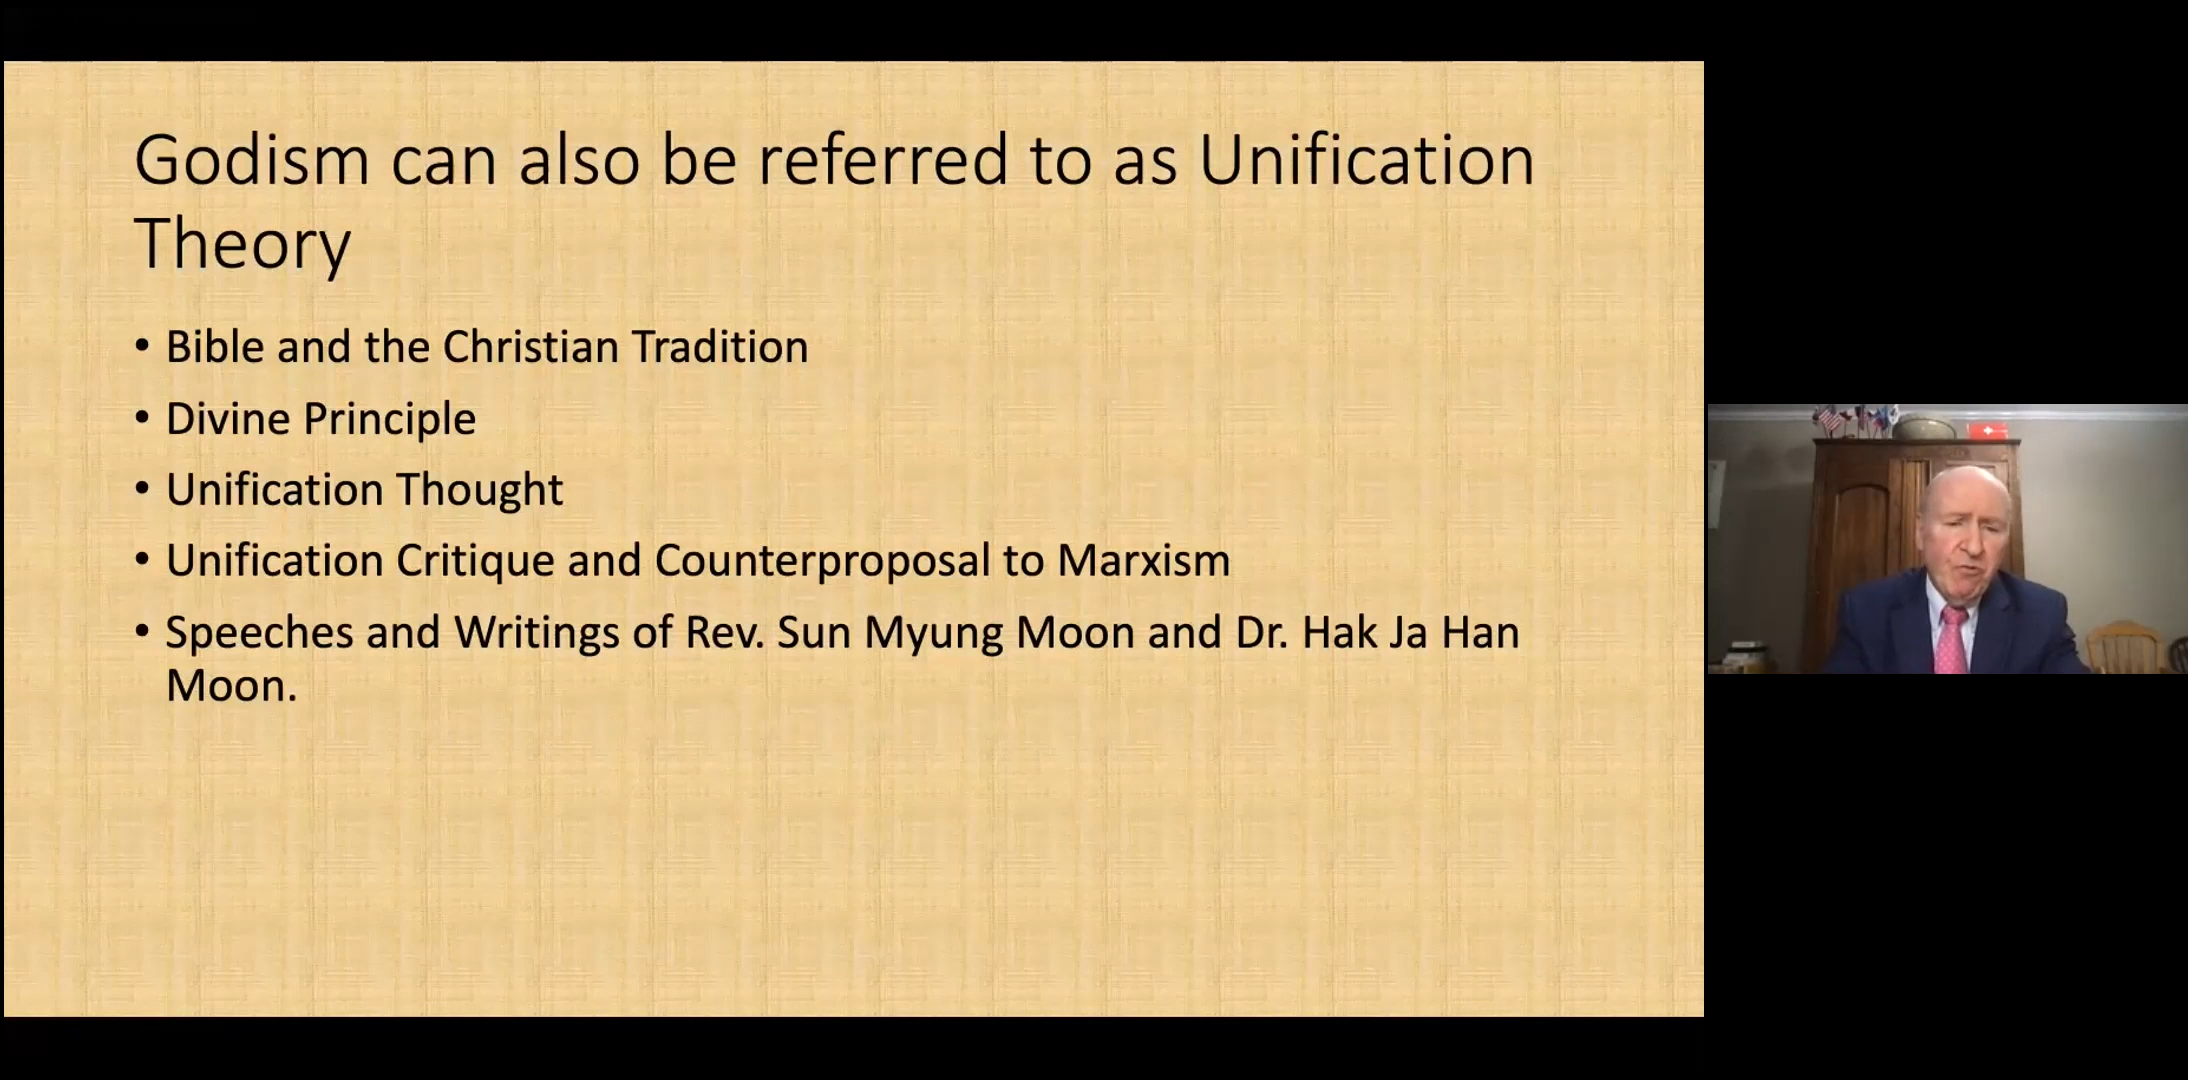 Godism can also be referred to as Unification
Theory
• Bible and the Christian Tradition
• Divine Principle
• Unification Thought
• Unification Critique and Counterproposal to Marxism
• Speeches and Writings of Rev. Sun Myung Moon and Dr. Hak Ja Han
Moon.